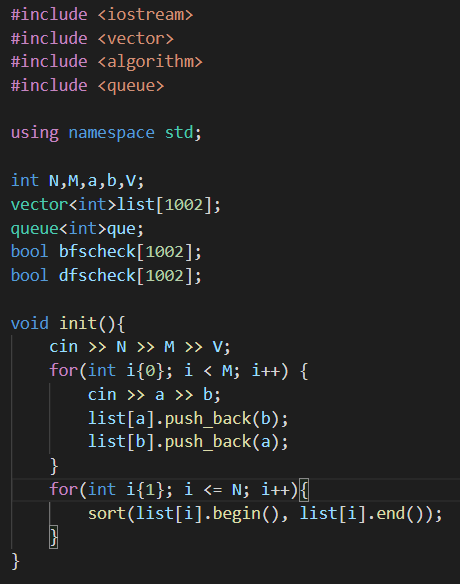 #include <iostream>
#include <vector>
#include <algorithm>
#include <queue>

using namespace std;

int N,M,a,b,V;
vector<int>list[1002];
queue<int>que;
bool bfscheck[1002];
bool dfscheck[1002];

void init(){
    cin >> N >> M >> V;
    for(int i{0}; i < M; i++) {
        cin >> a >> b;
        list[a].push_back(b);
        list[b].push_back(a);
    }
    for(int i{1}; i <= N; i++){
        sort(list[i].begin(), list[i].end());
    }
}